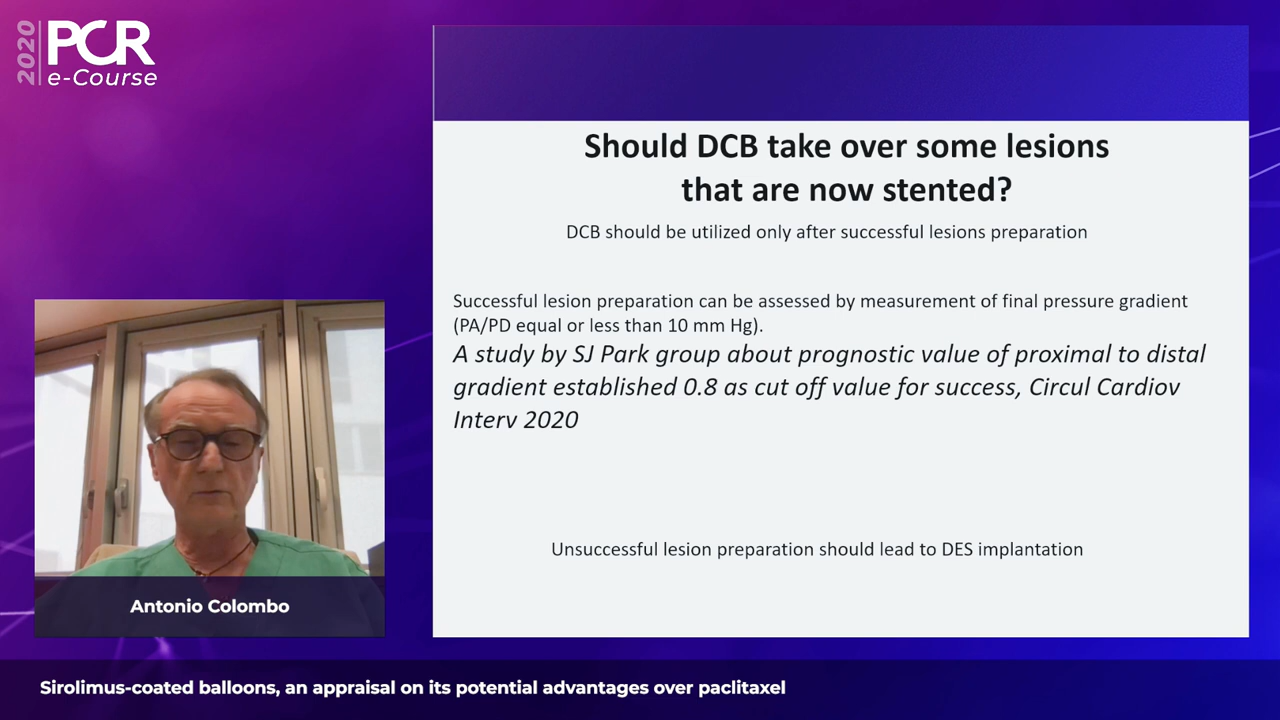 2020
PCR
e-Course
Should DCB take over some lesions
that are now stented?
DCB should be utilized only after successful lesions preparation
Successful lesion preparation can be assessed by measurement of final pressure gradient
(PA/PD equal or less than 10 mm Hg).
A study by SJ Park group about prognostic value of proximal to distal
gradient established 0.8 as cut off value for success, Circul Cardiov
Interv 2020
Unsuccessful lesion preparation should lead to DES implantation
Antonio Colombo
Sirolimus-coated balloons, an appraisal on its potential advantages over paclitaxel